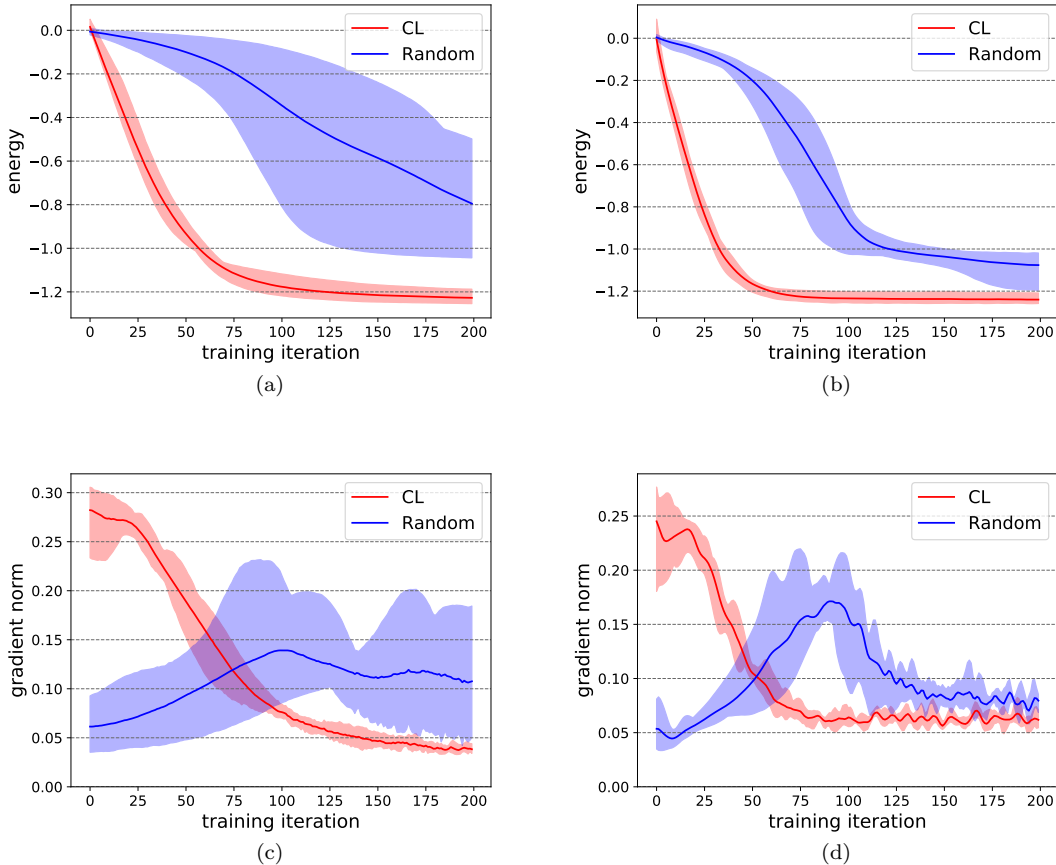 CL
Random
0.0
−0.2
−0.4
−0.6
−0.8
−1.0
−1.2
energy
0 25 50 75 100 125 150 175 200
training iteration
(a)
CL
Random
0.0
−0.2
−0.4
−0.6
−0.8
−1.0
−1.2
energy
0 25 50 75 100 125 150 175 200
training iteration
(b)
CL
Random
0.30
0.25
0.20
0.15
0.10
0.05
0.00
gradient norm
0 25 50 75 100 125 150 175 200
training iteration
(c)
CL
Random
0.25
0.20
0.15
0.10
0.05
0.00
gradient norm
0 25 50 75 100 125 150 175 200
training iteration
(d)